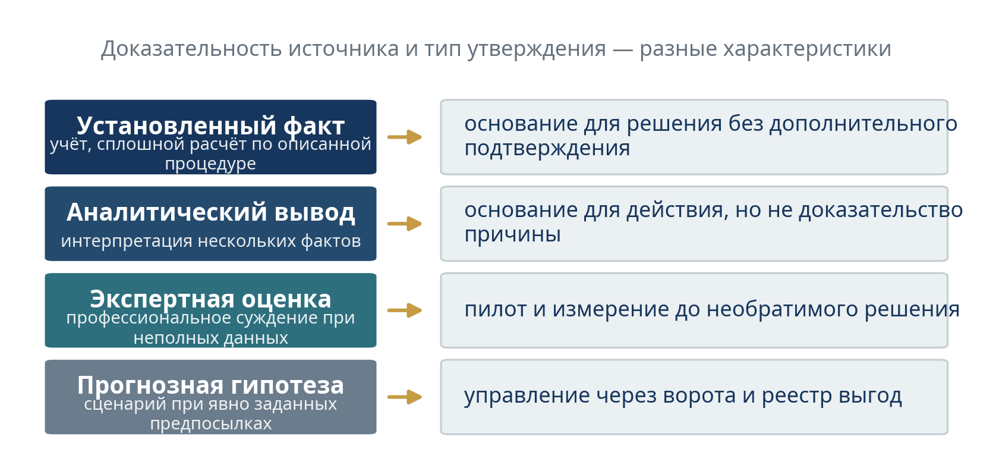 Доказательность источника и тип утверждения — разные характеристики
Установленный факт
учёт, сплошной расчёт по описанной
процедуре
основание для решения без дополнительного
подтверждения
Аналитический вывод
интерпретация нескольких фактов
основание для действия, но не доказательство
причины
Экспертная оценка
профессиональное суждение при
неполных данных
пилот и измерение до необратимого решения
Прогнозная гипотеза
сценарий при явно заданных
предпосылках
управление через ворота и реестр выгод